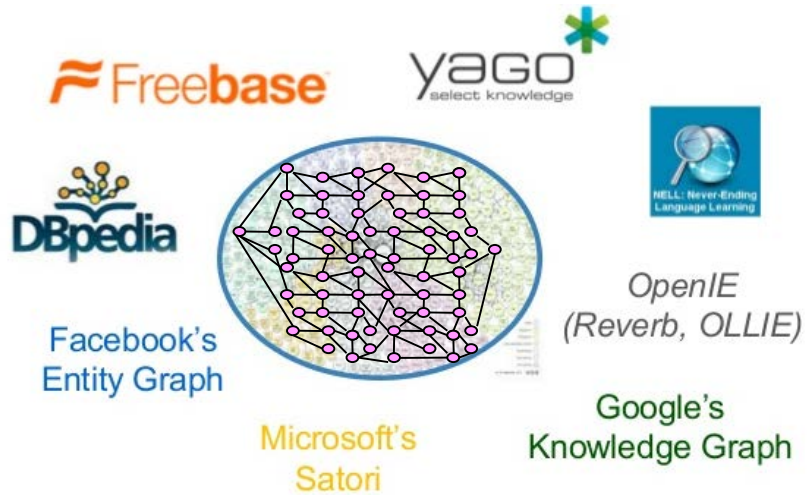 Freebase
yaGO
select knowledge
DBpedia
NELL: Never-Ending
Language Learning
OpenIE
(Reverb, OLLIE)
Facebook's
Entity Graph
Google's
Knowledge Graph
Microsoft's
Satori